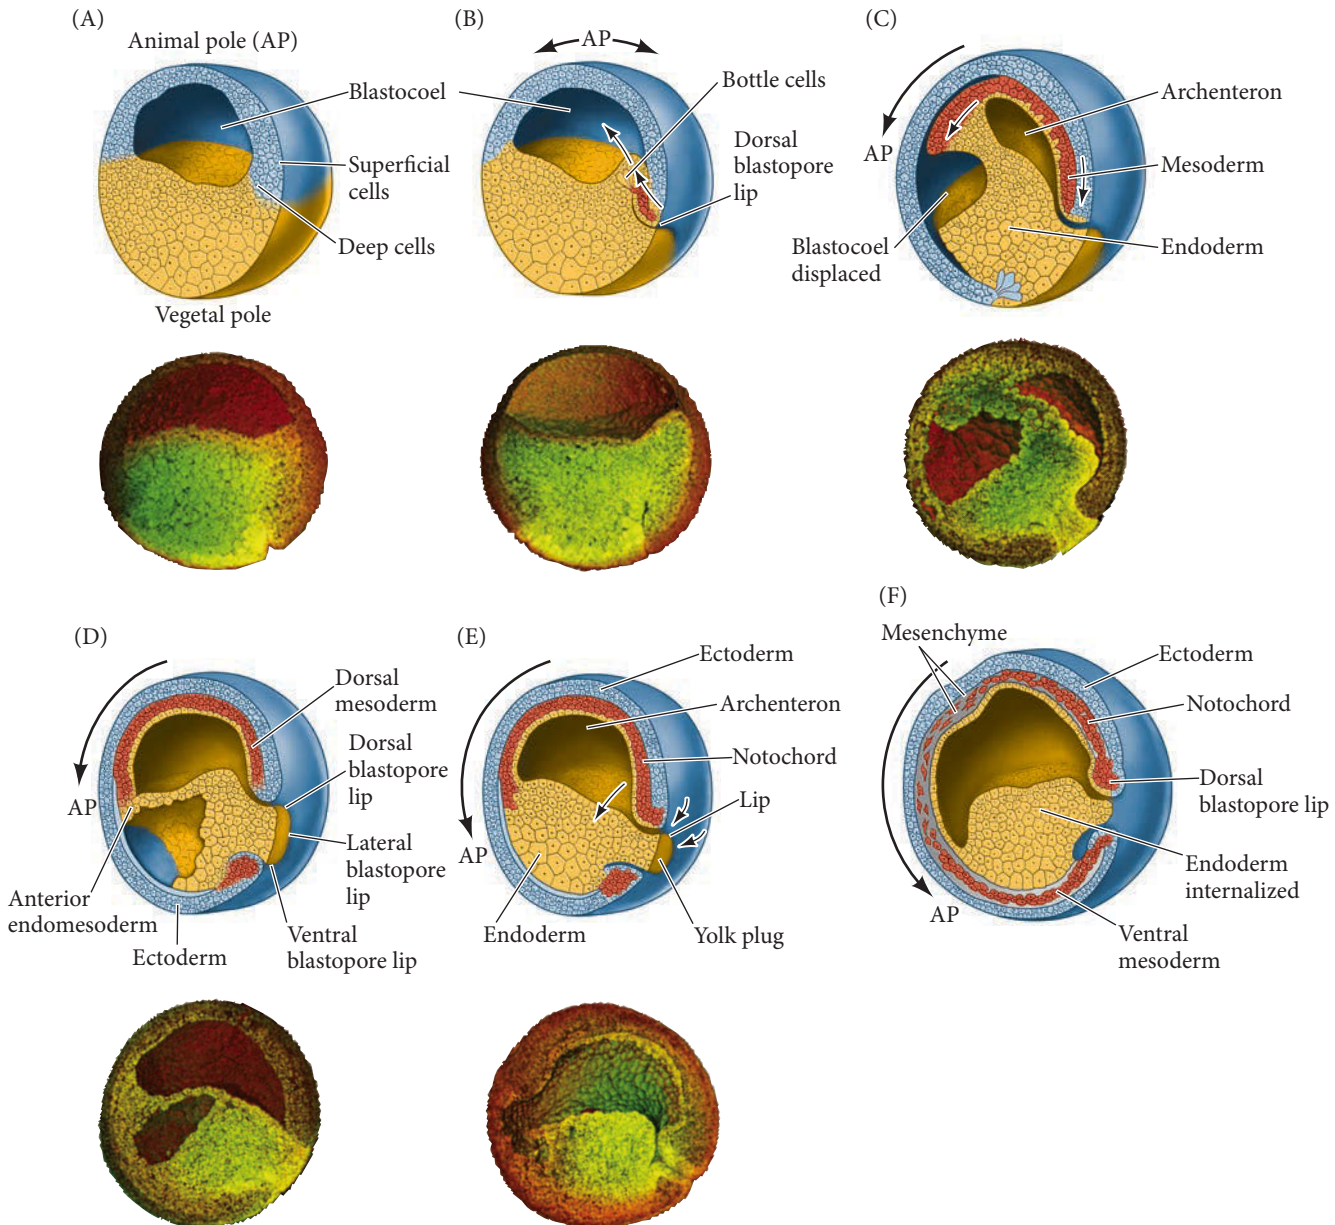 (A)
Animal pole (AP)
Blastocoel
Superficial
cells
Deep cells
Vegetal pole
(B)
AP
Bottle cells
Dorsal
blastopore
lip
(C)
AP
Archenteron
Mesoderm
Blastocoel
displaced
Endoderm
(D)
AP
Dorsal
mesoderm
Dorsal
blastopore
lip
Lateral
blastopore
lip
Anterior
endomesoderm
Ectoderm
Ventral
blastopore lip
(E)
AP
Ectoderm
Archenteron
Notochord
Lip
Endoderm
Yolk plug
(F)
Mesenchyme
Ectoderm
Notochord
Dorsal
blastopore lip
Endoderm
internalized
AP
Ventral
mesoderm